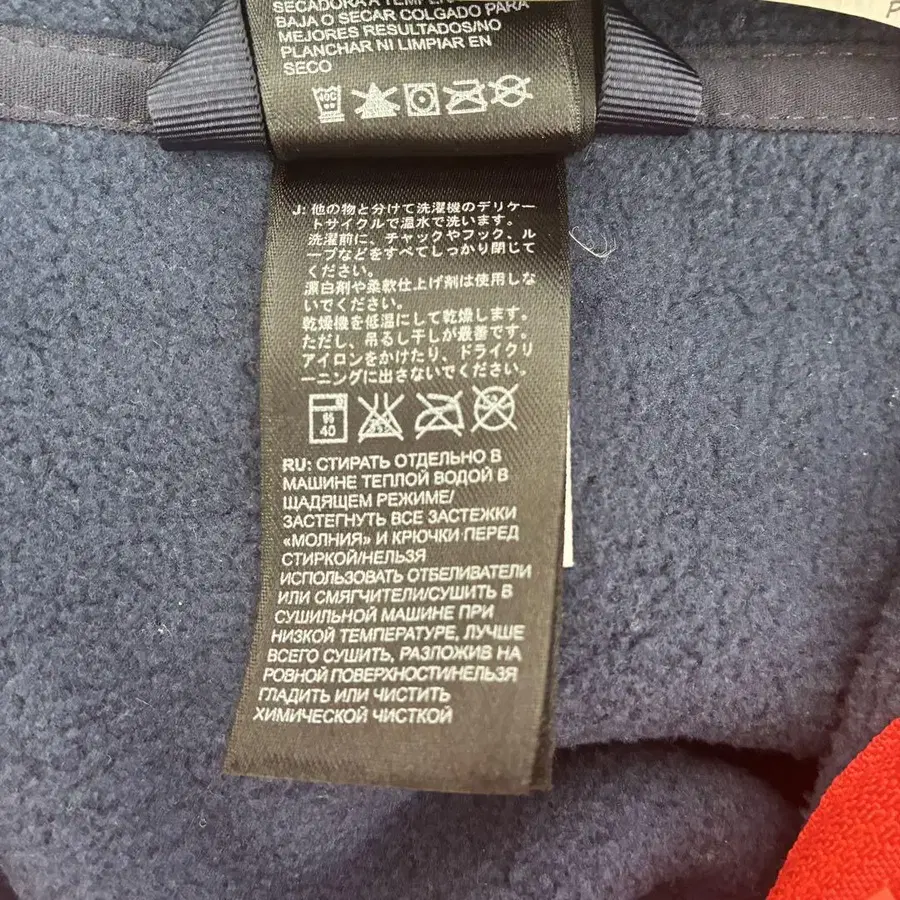 SECADORA A TEMPER
BAJA O SECAR COLGADO PARA
MEJORES RESULTADOS/NO
PLANCHAR NI LIMPIAR EN
SECO
40C
J: 他の物と分けて洗濯機のデリケー
トサイクルで温水で洗います。
洗濯前に、チャックやフック、ル
ープなどをすべてしっかり閉じて
ください。
漂白剤や柔軟仕上げ剤は使用しな
いでください。
乾燥機を低温にして乾燥します。
ただし、吊るし干しが最善です。
アイロンをかけたり、ドライクリ
ーニングに出さないでください。
40
RU: СТИРАТЬ ОТДЕЛЬНО В
МАШИНЕ ТЕПЛОЙ ВОДОЙ В
ЩАДЯЩЕМ РЕЖИМЕ/
ЗАСТЕГНУТЬ ВСЕ ЗАСТЕЖКИ
«МОЛНИЯ» И КРЮЧКИ ПЕРЕД
СТИРКОЙ/НЕЛЬЗЯ
ИСПОЛЬЗОВАТЬ ОТБЕЛИВАТЕЛИ
ИЛИ СМЯГЧИТЕЛИ/СУШИТЬ В
СУШИЛЬНОЙ МАШИНЕ ПРИ
НИЗКОЙ ТЕМПЕРАТУРЕ, ЛУЧШЕ
ВСЕГО СУШИТЬ, РАЗЛОЖИВ НА
РОВНОЙ ПОВЕРХНОСТИ/НЕЛЬЗЯ
ГЛАДИТЬ ИЛИ ЧИСТИТЬ
ХИМИЧЕСКОЙ ЧИСТКОЙ